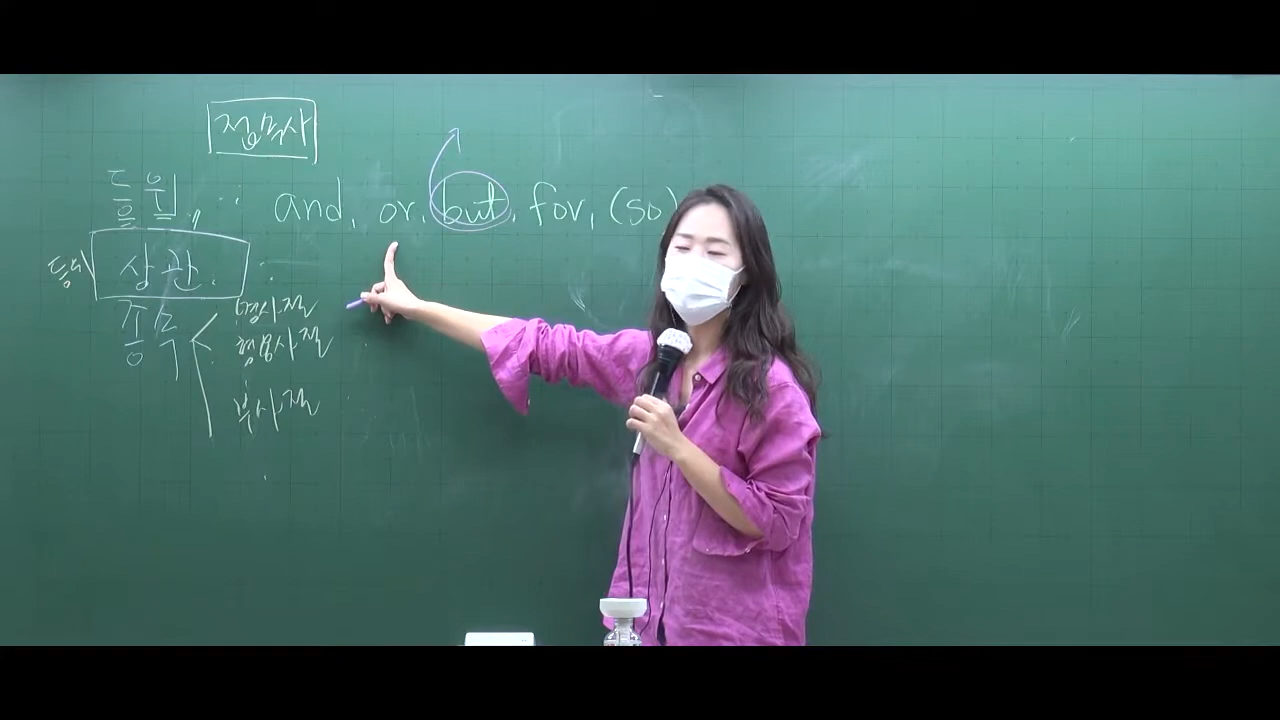 접속사
등위, : and, or, but, for, (so)
등위 상관 :
종속 < 명사절
형용사절
부사절